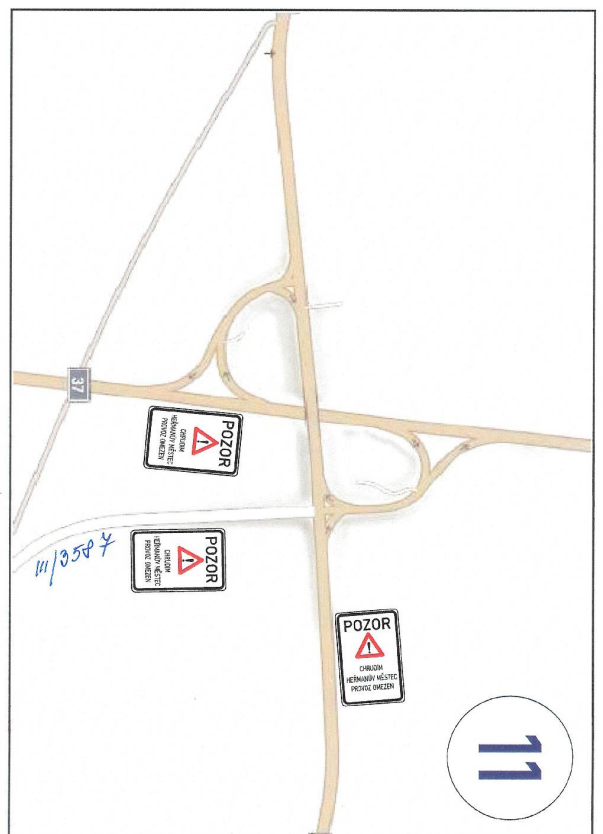 37
POZOR
CHRUDIM
HEŘMANŮV MĚSTEC
PROVOZ OMEZEN
III/3587
POZOR
CHRUDIM
HEŘMANŮV MĚSTEC
PROVOZ OMEZEN
POZOR
CHRUDIM
HEŘMANŮV MĚSTEC
PROVOZ OMEZEN
11